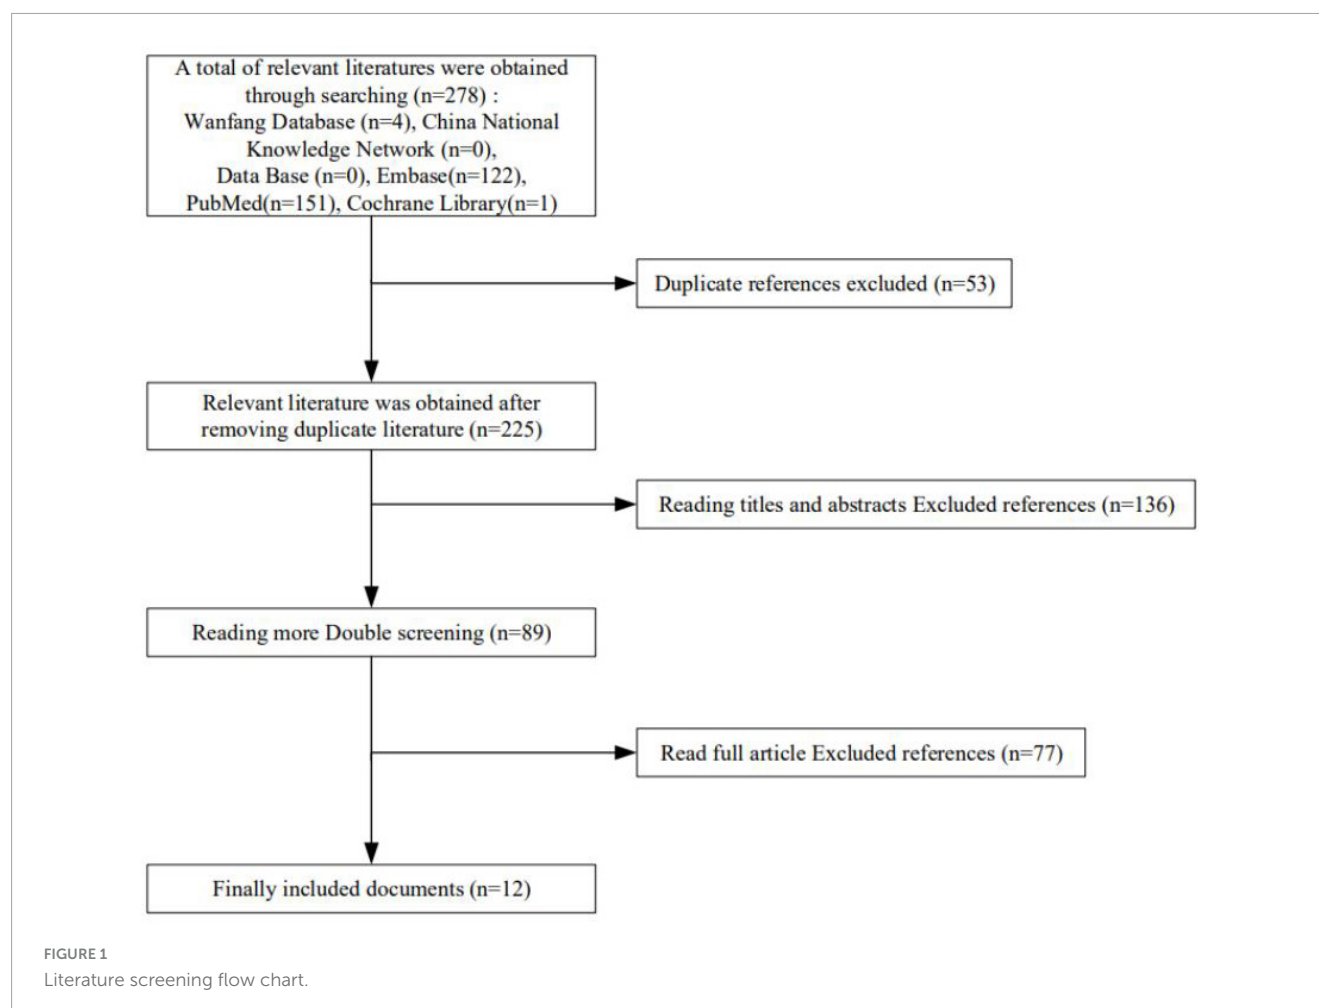 A total of relevant literatures were obtained
through searching (n=278) :
Wanfang Database (n=4), China National
Knowledge Network (n=0),
Data Base (n=0), Embase(n=122),
PubMed(n=151), Cochrane Library(n=1)
Duplicate references excluded (n=53)
Relevant literature was obtained after
removing duplicate literature (n=225)
Reading titles and abstracts Excluded references (n=136)
Reading more Double screening (n=89)
Read full article Excluded references (n=77)
Finally included documents (n=12)
FIGURE 1
Literature screening flow chart.